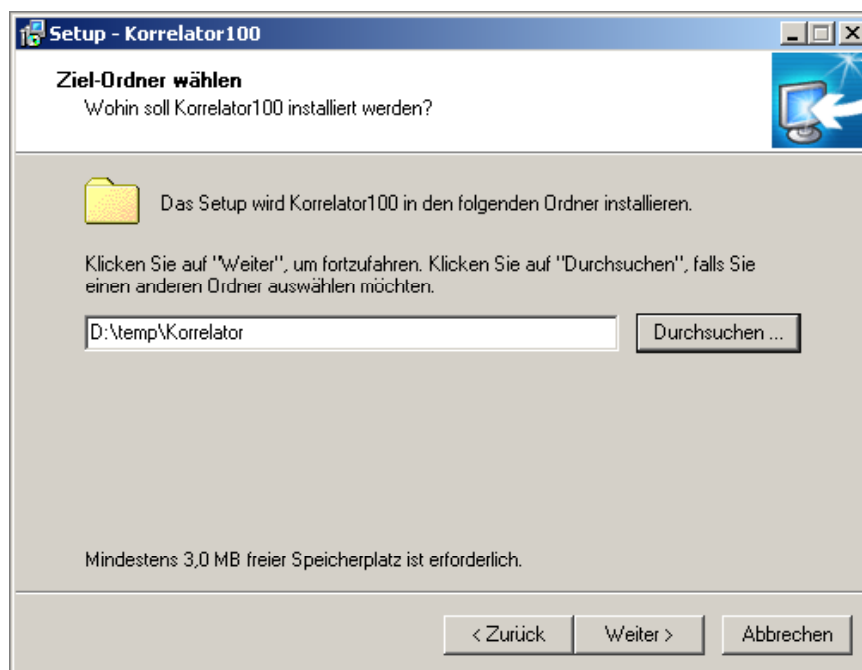 Setup - Korrelator100
Ziel-Ordner wählen
Wohin soll Korrelator100 installiert werden?
Das Setup wird Korrelator100 in den folgenden Ordner installieren.
Klicken Sie auf "Weiter", um fortzufahren. Klicken Sie auf "Durchsuchen", falls Sie
einen anderen Ordner auswählen möchten.
D:\temp\Korrelator
Durchsuchen ...
Mindestens 3,0 MB freier Speicherplatz ist erforderlich.
< Zurück
Weiter >
Abbrechen